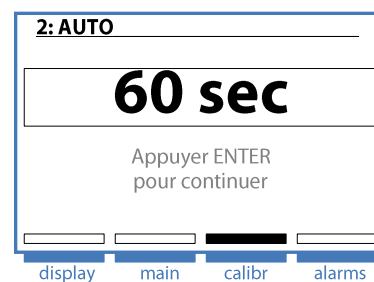 2: AUTO
60 sec
Appuyer ENTER
pour continuer
display main calibr alarms